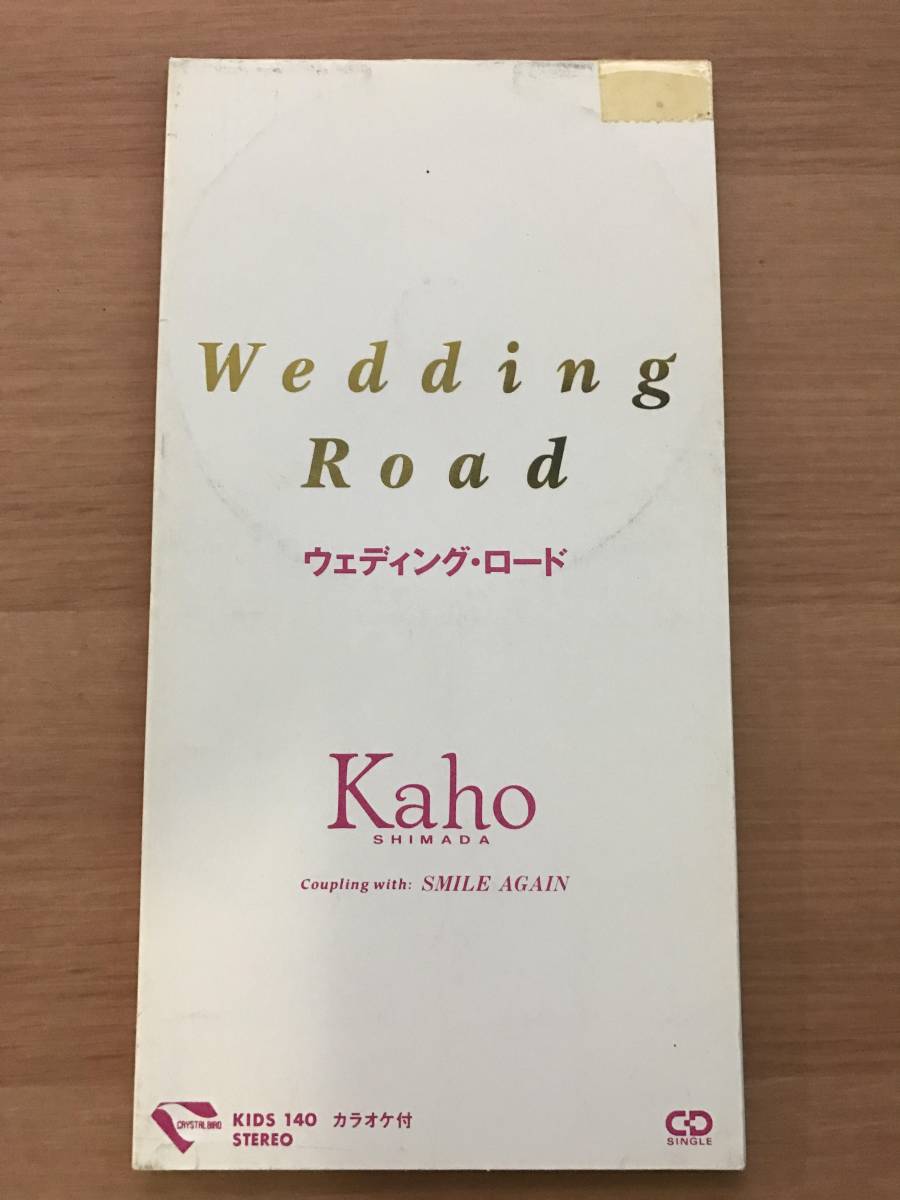 Wedding
Road
ウェディング・ロード
Kaho
SHIMADA
Coupling with: SMILE AGAIN
CRYSTAL BIRD
KIDS 140 カラオケ付
STEREO
CD
SINGLE